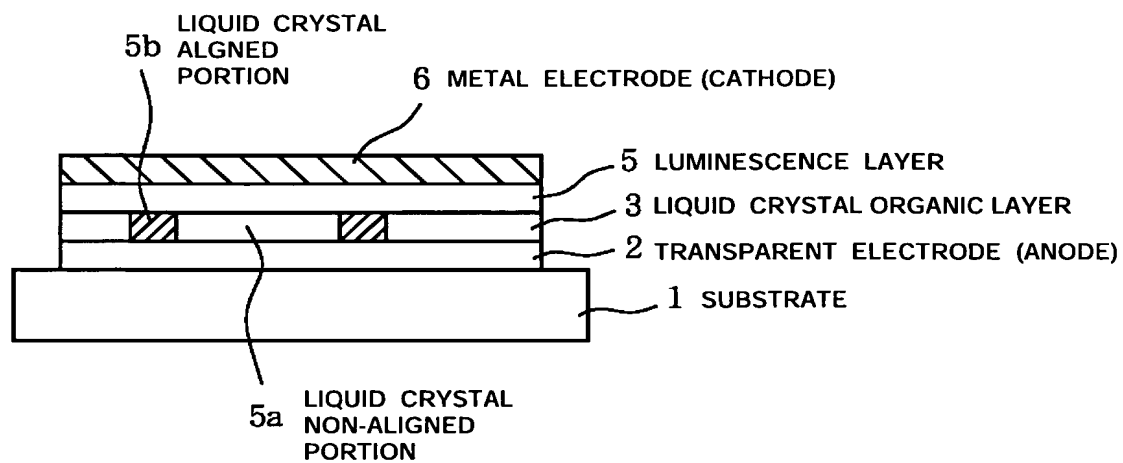 5b LIQUID CRYSTAL
ALGNED
PORTION
6 METAL ELECTRODE (CATHODE)
5 LUMINESCENCE LAYER
3 LIQUID CRYSTAL ORGANIC LAYER
2 TRANSPARENT ELECTRODE (ANODE)
1 SUBSTRATE
5a LIQUID CRYSTAL
NON-ALIGNED
PORTION